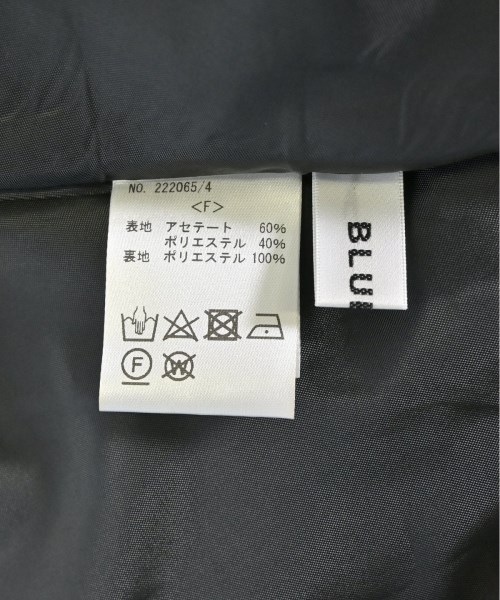 NO. 222065/4
<F>
表地 アセテート 60%
ポリエステル 40%
裏地 ポリエステル 100%
F
W